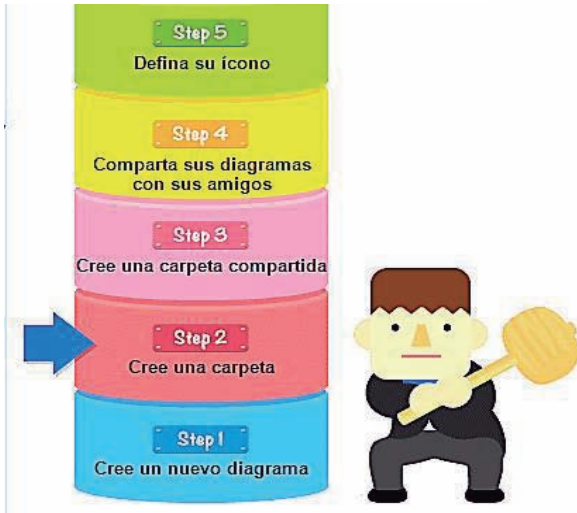 Step 5
Defina su ícono
Step 4
Comparta sus diagramas
con sus amigos
Step 3
Cree una carpeta compartida
Step 2
Cree una carpeta
Step 1
Cree un nuevo diagrama